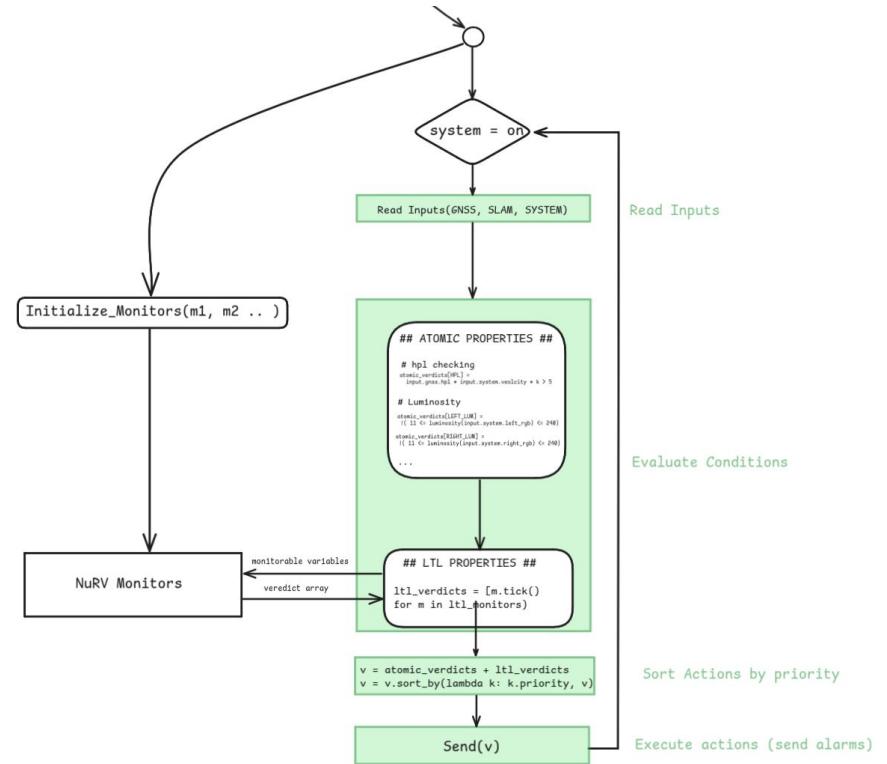 system = on
Read Inputs(GNSS, SLAM, SYSTEM)
Read Inputs
Initialize_Monitors(m1, m2 .. )
## ATOMIC PROPERTIES ##
# hpl checking
atomic_verdicts[HPL] =
input.gnss.hpl * input.system.veolcity * k > 5
# Luminosity
atomic_verdicts[LEFT_LUM] =
!( 11 <= luminosity(input.system.left_rgb) <= 240)
atomic_verdicts[RIGHT_LUM] =
!( 11 <= luminosity(input.system.right_rgb) <= 240)
...
Evaluate Conditions
NuRV Monitors
monitorable variables
veredict array
## LTL PROPERTIES ##
ltl_verdicts = [m.tick()
for m in ltl_monitors)
v = atomic_verdicts + ltl_verdicts
v = v.sort_by(lambda k: k.priority, v)
Sort Actions by priority
Send(v)
Execute actions (send alarms)